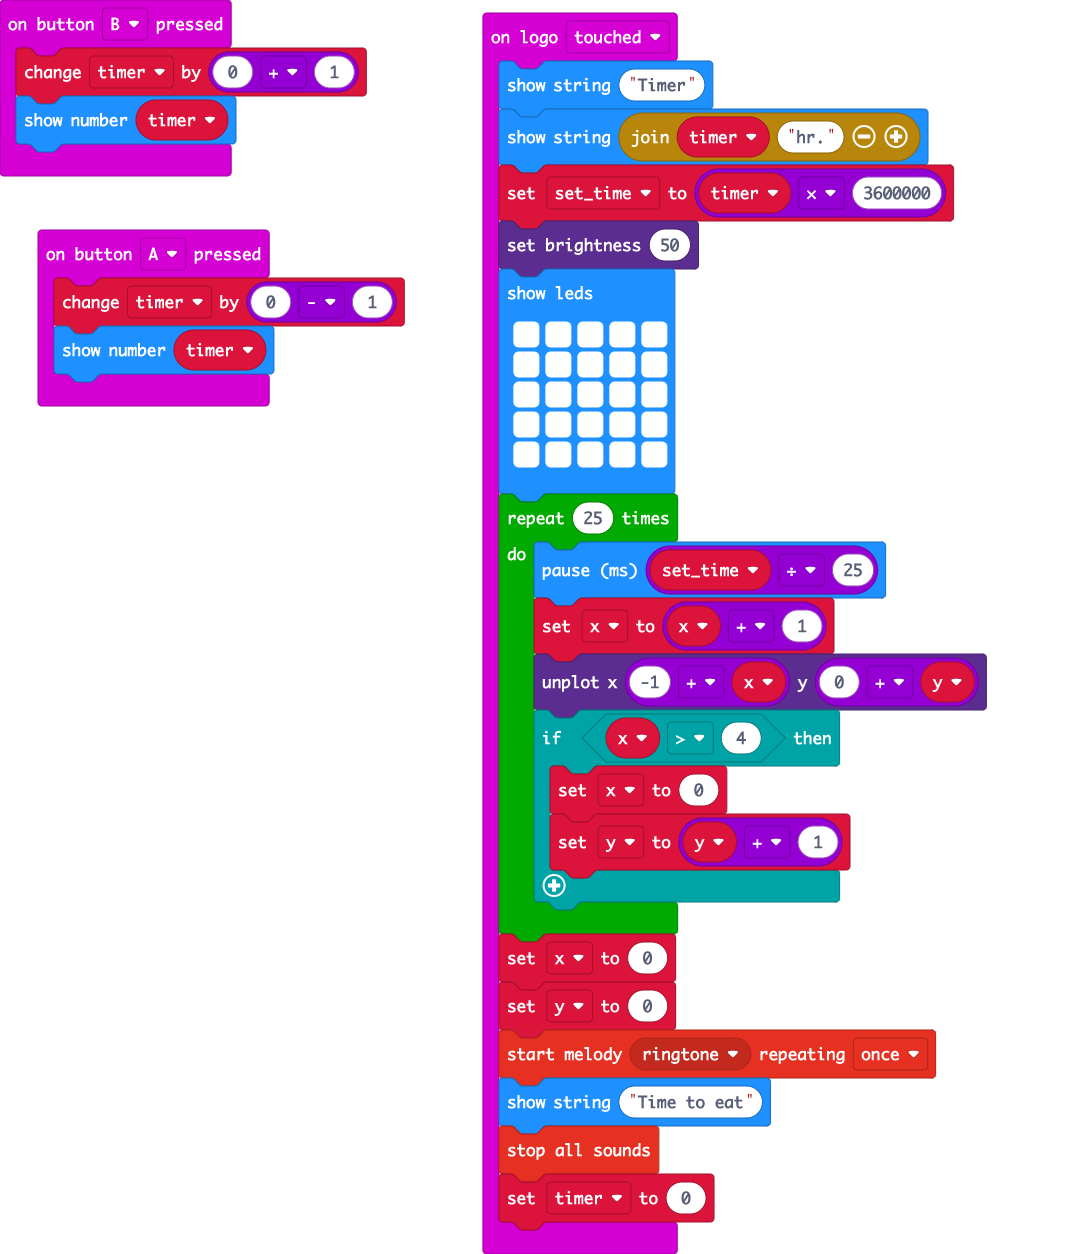 on button B pressed
change timer by 0 + 1
show number timer
on button A pressed
change timer by 0 - 1
show number timer
on logo touched
show string "Timer"
show string join timer "hr."
set set_time to timer x 3600000
set brightness 50
show leds
repeat 25 times
do
pause (ms) set_time ÷ 25
set x to x + 1
unplot x -1 + x y 0 + y
if x > 4 then
set x to 0
set y to y + 1
set x to 0
set y to 0
start melody ringtone repeating once
show string "Time to eat"
stop all sounds
set timer to 0